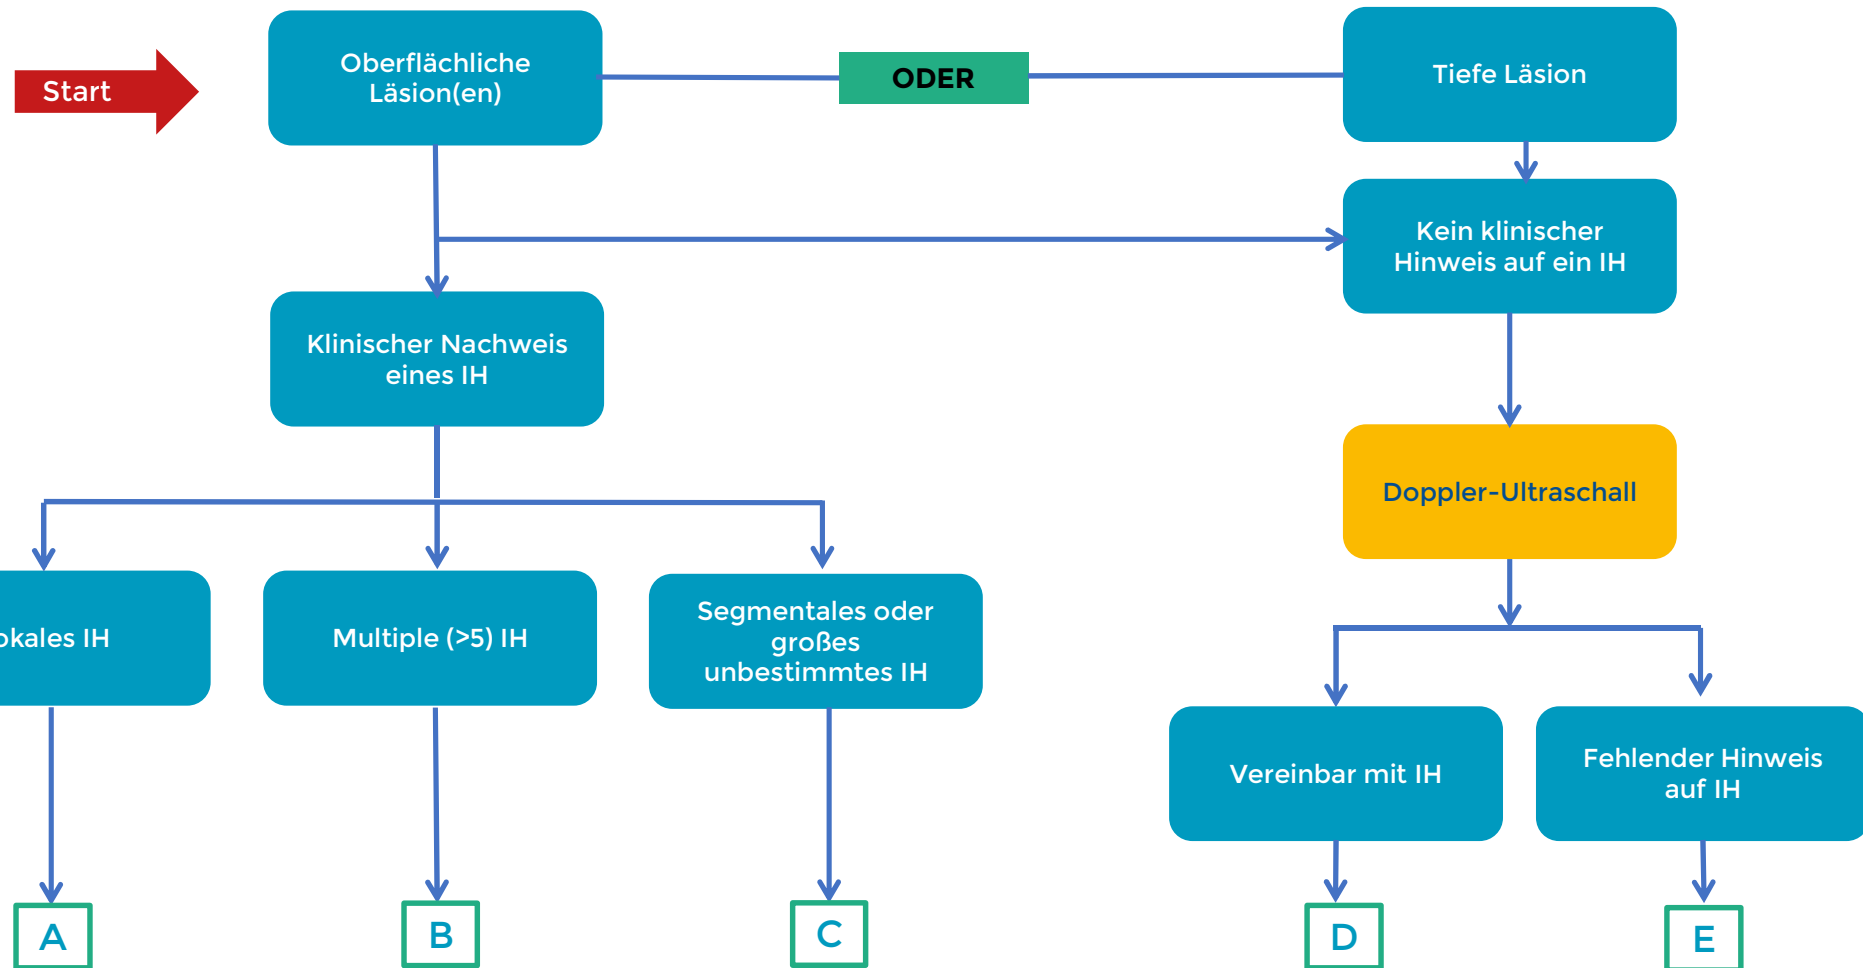 Start
Oberflächliche
Läsion(en)
ODER
Tiefe Läsion
Kein klinischer
Hinweis auf ein IH
Klinischer Nachweis
eines IH
Doppler-Ultraschall
okales IH
Multiple (>5) IH
Segmentales oder
großes
unbestimmtes IH
Vereinbar mit IH
Fehlender Hinweis
auf IH
A
B
C
D
E